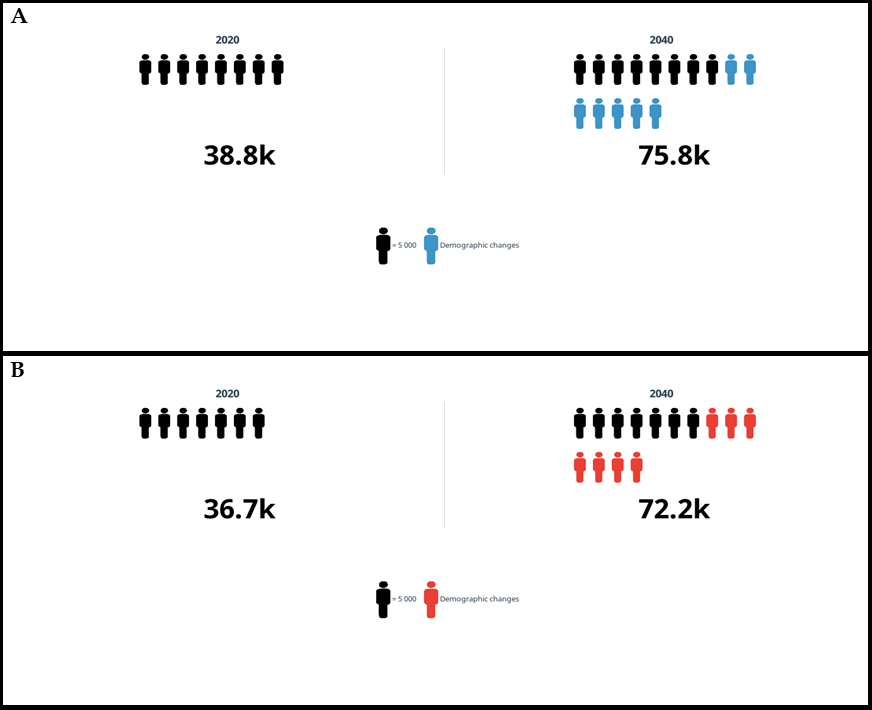 A
2020
2040
38.8k
75.8k
= 5 000
Demographic changes
B
2020
2040
36.7k
72.2k
= 5 000
Demographic changes